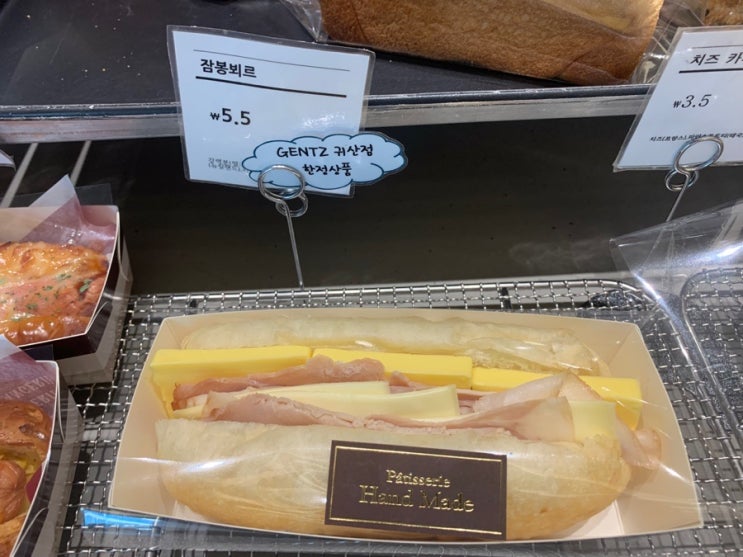 잠봉뵈르
₩5.5
GENTZ 귀산점
한정상품
치즈
₩3.5
Pâtisserie
Hand Made